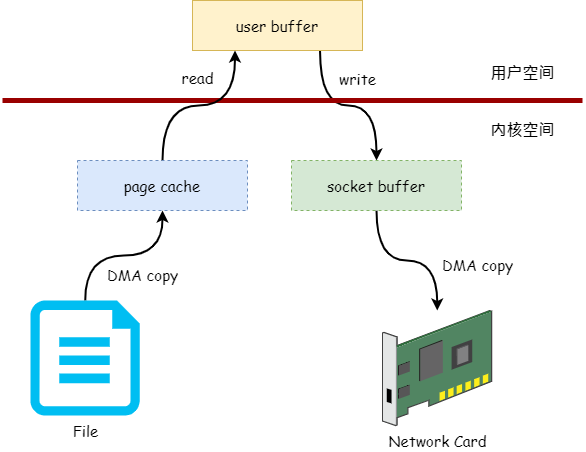 user buffer
用户空间
read
write
内核空间
page cache
socket buffer
DMA copy
DMA copy
File
Network Card